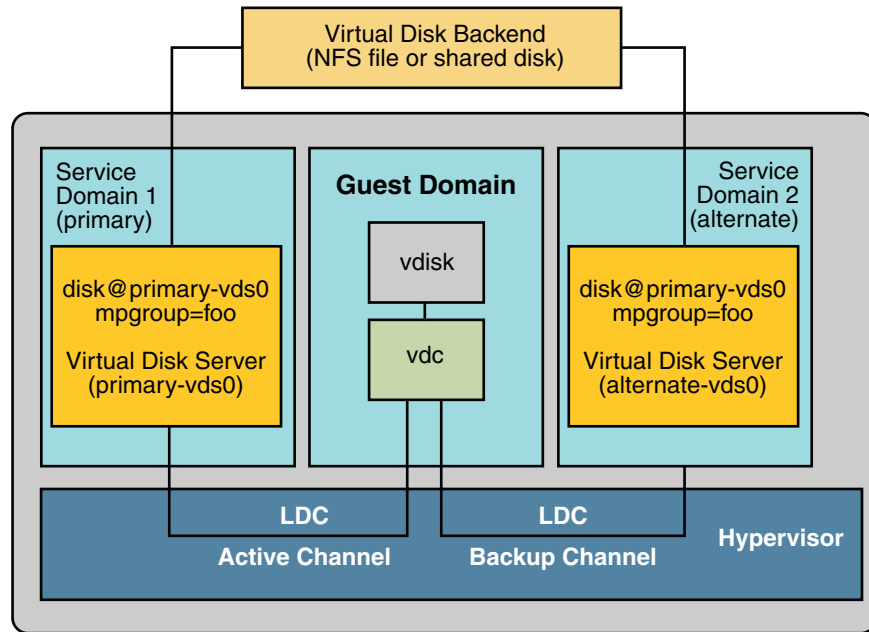 Virtual Disk Backend
(NFS file or shared disk)
Service
Domain 1
(primary)
Guest Domain
Service
Domain 2
(alternate)
vdisk
vdc
disk@primary-vds0
mpgroup=foo
Virtual Disk Server
(primary-vds0)
disk@primary-vds0
mpgroup=foo
Virtual Disk Server
(alternate-vds0)
LDC
Active Channel
LDC
Backup Channel
Hypervisor